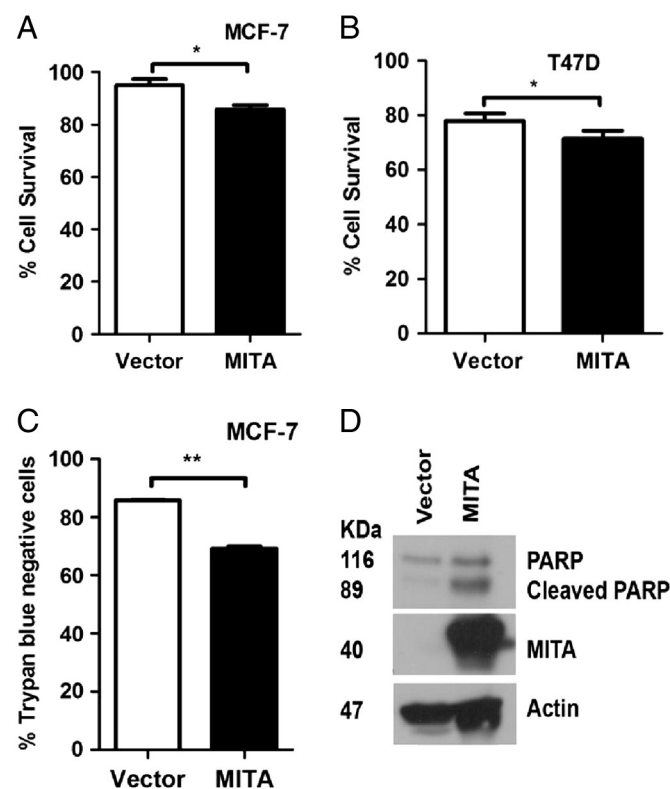 A
MCF-7
*
% Cell Survival
100
80
60
40
20
0
Vector
MITA
B
T47D
*
% Cell Survival
100
80
60
40
20
0
Vector
MITA
C
MCF-7
**
% Trypan blue negative cells
100
80
60
40
20
0
Vector
MITA
D
Vector
MITA
KDa
116
PARP
89
Cleaved PARP
40
MITA
47
Actin